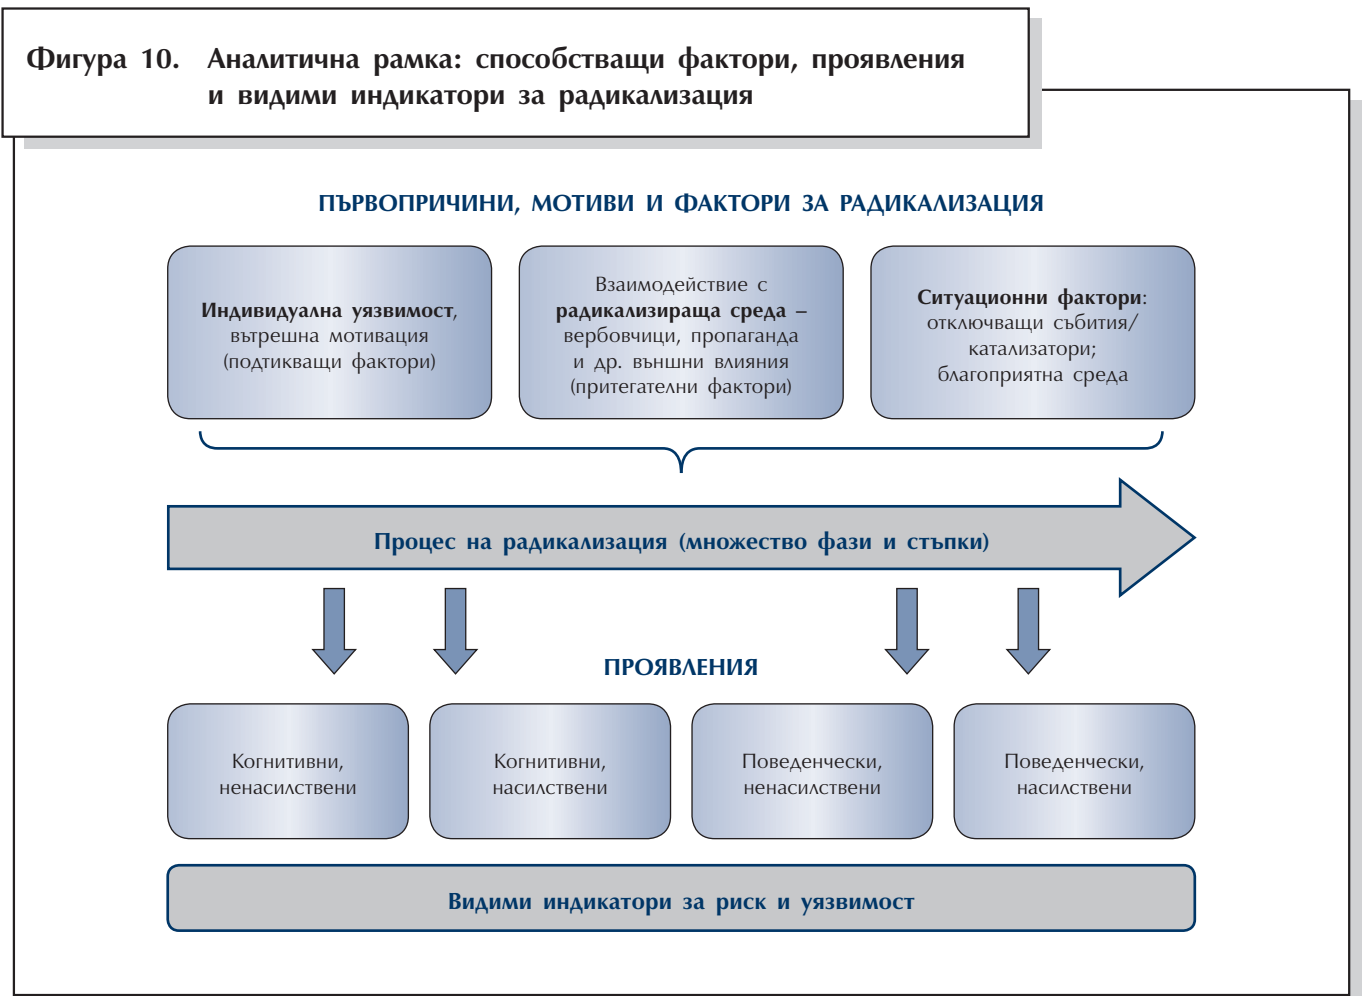 Фигура 10. Аналитична рамка: способстващи фактори, проявления
и видими индикатори за радикализация
ПЪРВОПРИЧИНИ, МОТИВИ И ФАКТОРИ ЗА РАДИКАЛИЗАЦИЯ
Индивидуална уязвимост,
вътрешна мотивация
(подтикващи фактори)
Взаимодействие с
радикализираща среда –
вербовчици, пропаганда
и др. външни влияния
(притегателни фактори)
Ситуационни фактори:
отключващи събития/
катализатори;
благоприятна среда
Процес на радикализация (множество фази и стъпки)
ПРОЯВЛЕНИЯ
Когнитивни,
ненасилствени
Когнитивни,
насилствени
Поведенчески,
ненасилствени
Поведенчески,
насилствени
Видими индикатори за риск и уязвимост